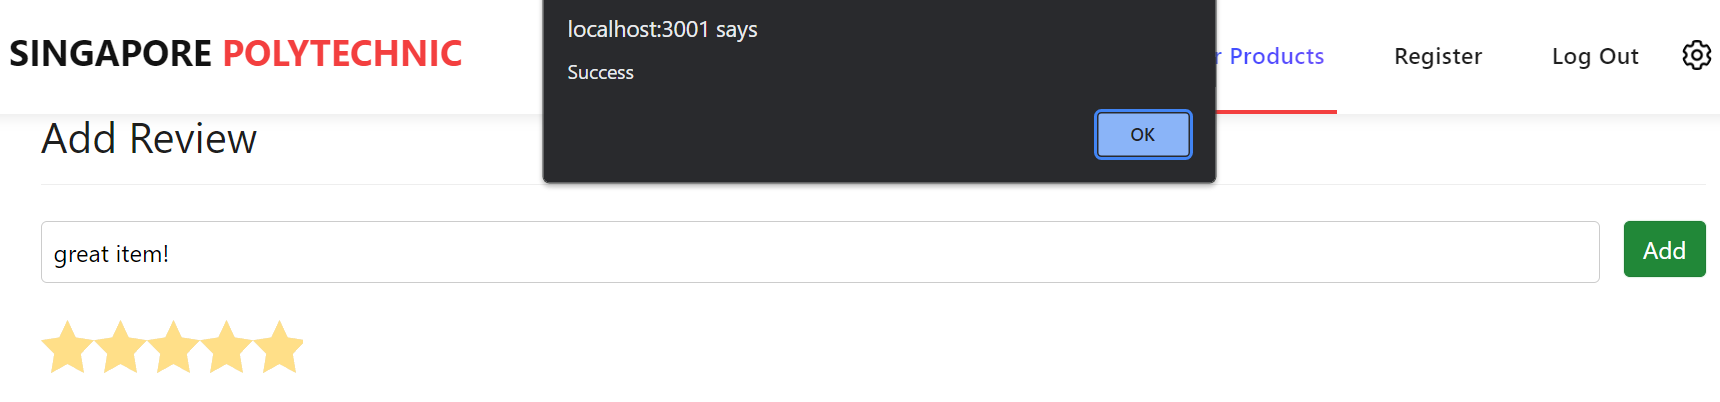 localhost:3001 says
Success
OK
SINGAPORE POLYTECHNIC
Products
Register
Log Out
Add Review
great item!
Add